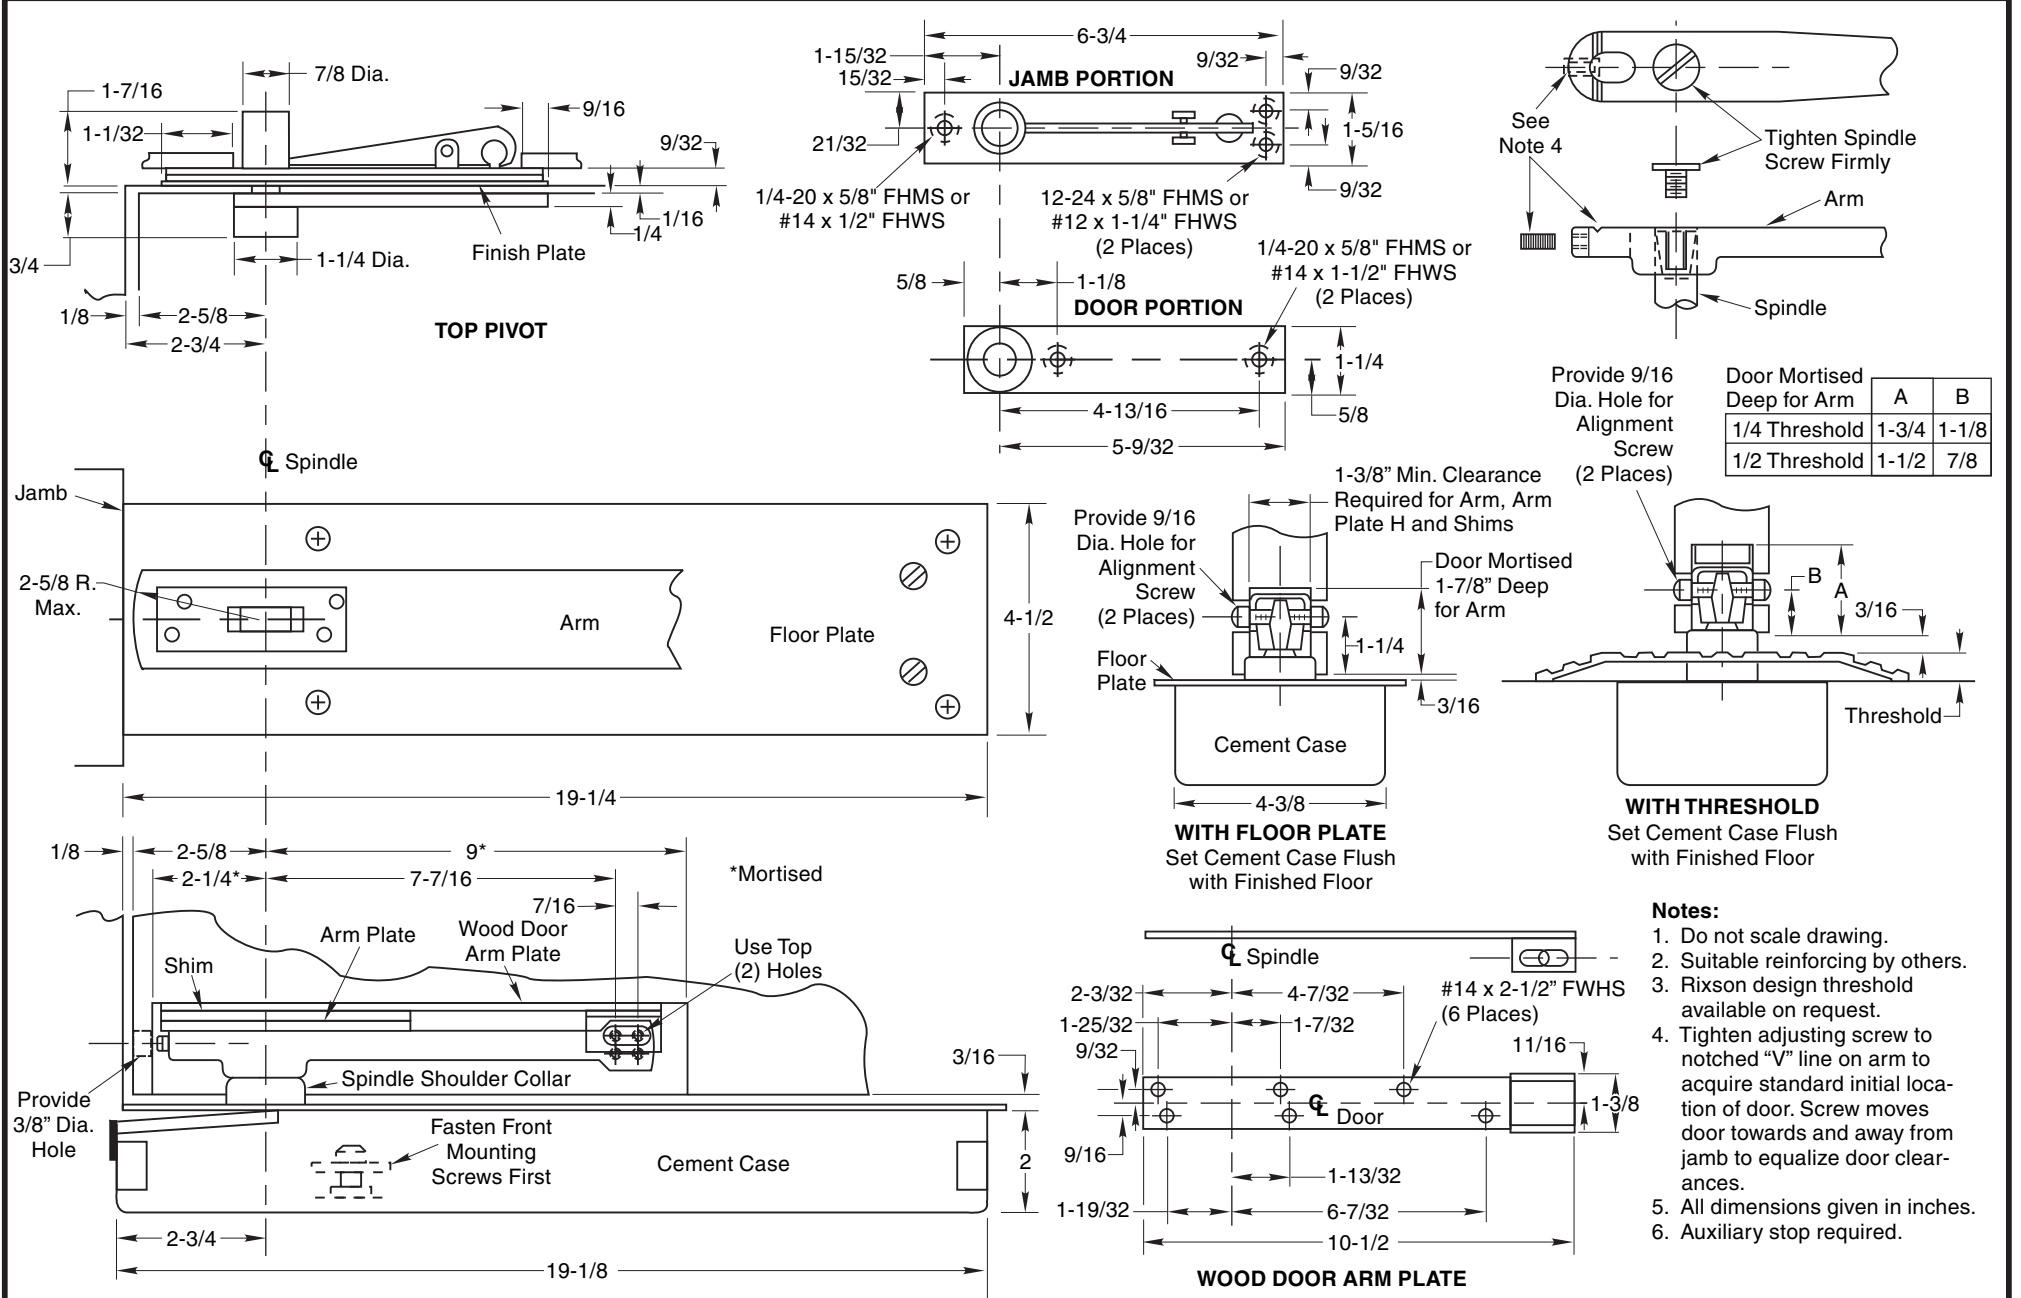 1-7/16
7/8 Dia.
1-1/32
9/16
9/32
1/16
1/4
3/4
1-1/4 Dia.
Finish Plate
1/8
2-5/8
2-3/4
TOP PIVOT
6-3/4
1-15/32
15/32
9/32
9/32
JAMB PORTION
1-5/16
21/32
9/32
1/4-20 x 5/8" FHMS or
#14 x 1/2" FHWS
12-24 x 5/8" FHMS or
#12 x 1-1/4" FHWS
(2 Places)
1/4-20 x 5/8" FHMS or
#14 x 1-1/2" FHWS
(2 Places)
5/8
1-1/8
DOOR PORTION
1-1/4
4-13/16
5/8
5-9/32
See
Note 4
Tighten Spindle
Screw Firmly
Arm
Spindle
Door Mortised
Deep for Arm
A
B
1/4 Threshold
1-3/4
1-1/8
1/2 Threshold
1-1/2
7/8
Provide 9/16
Dia. Hole for
Alignment
Screw
(2 Places)
B
A
3/16
Threshold
WITH THRESHOLD
Set Cement Case Flush
with Finished Floor
1-3/8” Min. Clearance
Required for Arm, Arm
Plate H and Shims
Provide 9/16
Dia. Hole for
Alignment
Screw
(2 Places)
Door Mortised
1-7/8” Deep
for Arm
1-1/4
Floor
Plate
3/16
Cement Case
4-3/8
WITH FLOOR PLATE
Set Cement Case Flush
with Finished Floor
℄ Spindle
Jamb
2-5/8 R.
Max.
Arm
Floor Plate
4-1/2
19-1/4
1/8
2-5/8
9*
2-1/4*
7-7/16
*Mortised
7/16
Arm Plate
Wood Door
Arm Plate
Use Top
(2) Holes
Shim
3/16
Spindle Shoulder Collar
Provide
3/8” Dia.
Hole
Fasten Front
Mounting
Screws First
Cement Case
2
2-3/4
19-1/8
℄ Spindle
2-3/32
4-7/32
#14 x 2-1/2” FWHS
(6 Places)
1-25/32
1-7/32
9/32
11/16
℄ Door
1-3/8
9/16
1-13/32
1-19/32
6-7/32
10-1/2
WOOD DOOR ARM PLATE
Notes:
1. Do not scale drawing.
2. Suitable reinforcing by others.
3. Rixson design threshold
available on request.
4. Tighten adjusting screw to
notched “V” line on arm to
acquire standard initial loca-
tion of door. Screw moves
door towards and away from
jamb to equalize door clear-
ances.
5. All dimensions given in inches.
6. Auxiliary stop required.